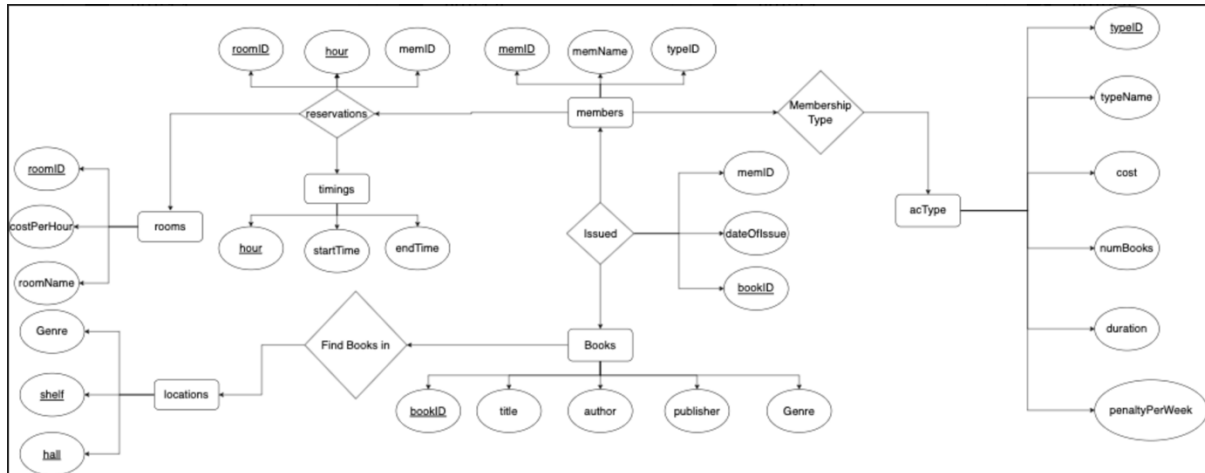 typeID
roomID
hour
memID
memID
memName
typeID
typeName
Membership
Type
reservations
members
roomID
timings
memID
cost
costPerHour
rooms
hour
startTime
endTime
Issued
dateOfIssue
acType
numBooks
roomName
bookID
Genre
Find Books in
Books
duration
shelf
locations
hall
bookID
title
author
publisher
Genre
penaltyPerWeek